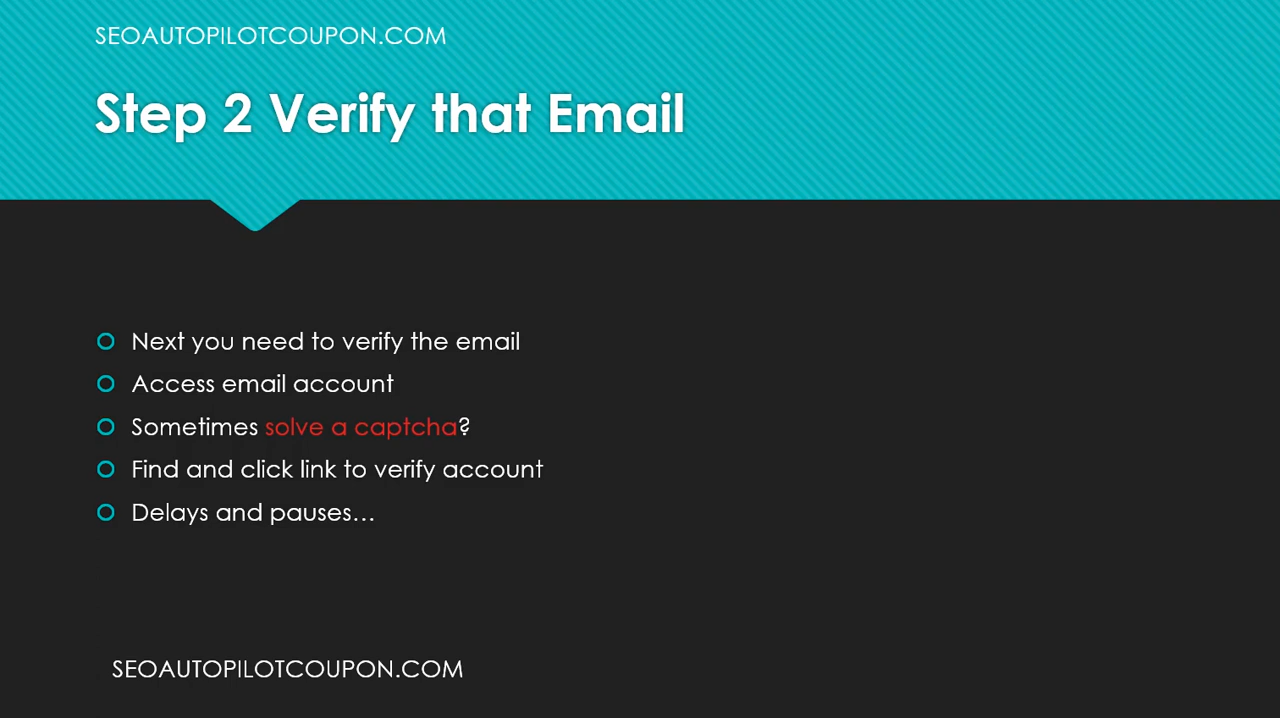 SEOAUTOPILOTCOUPON.COM
Step 2 Verify that Email
Next you need to verify the email
Access email account
Sometimes solve a captcha?
Find and click link to verify account
Delays and pauses...
SEOAUTOPILOTCOUPON.COM